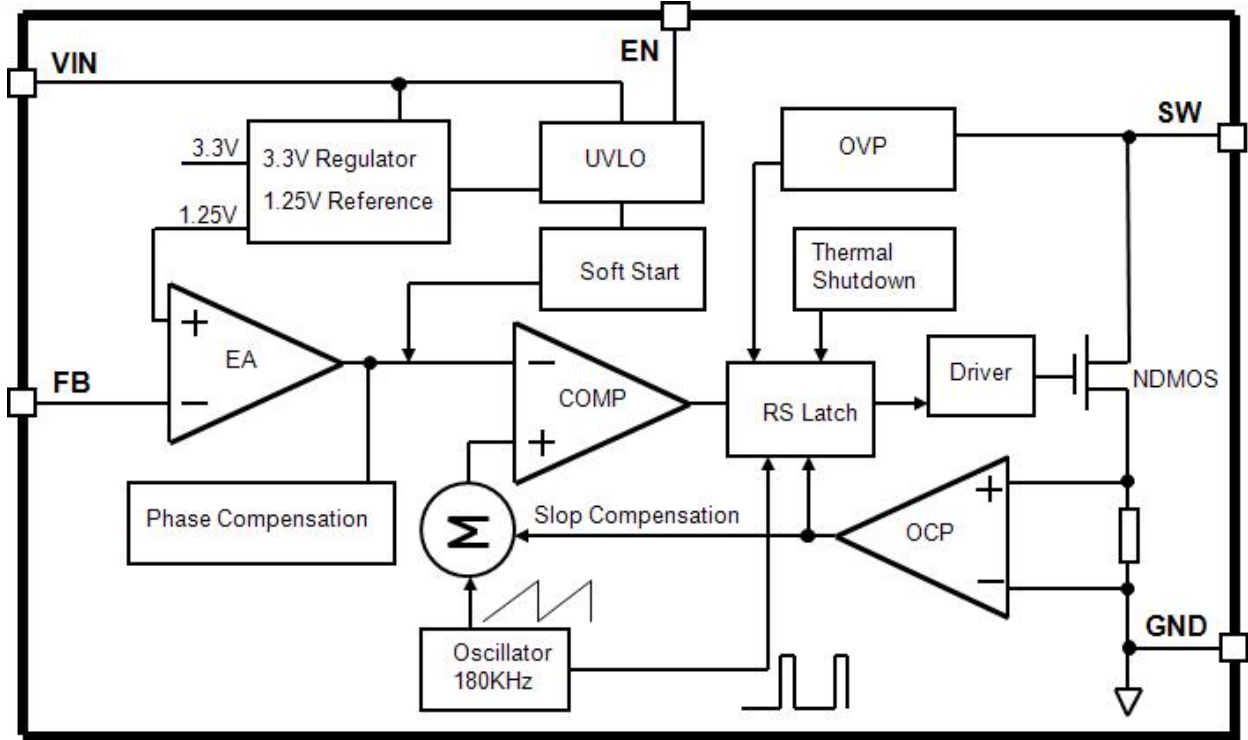 EN
VIN
SW
3.3V
3.3V Regulator
1.25V Reference
UVLO
OVP
1.25V
Soft Start
Thermal
Shutdown
+
EA
−
FB
−
COMP
+
RS Latch
Driver
NDMOS
Phase Compensation
Σ
Slop Compensation
+
OCP
−
Oscillator
180KHz
GND